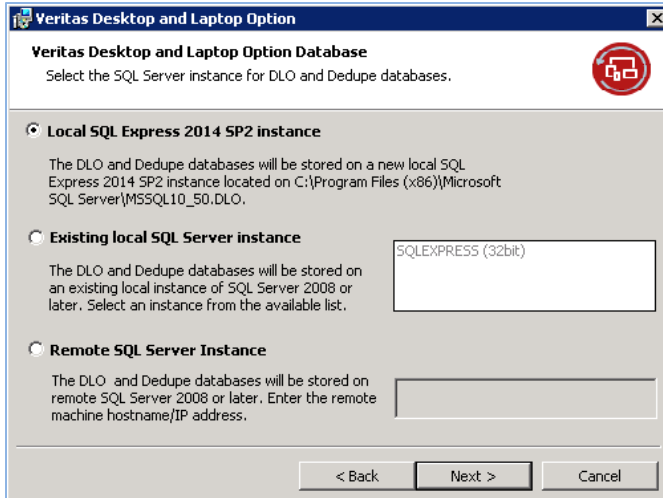 Veritas Desktop and Laptop Option
Veritas Desktop and Laptop Option Database
Select the SQL Server instance for DLO and Dedupe databases.
Local SQL Express 2014 SP2 instance
The DLO and Dedupe databases will be stored on a new local SQL
Express 2014 SP2 instance located on C:\Program Files (x86)\Microsoft
SQL Server\MSSQL10_50.DLO.
Existing local SQL Server instance
The DLO and Dedupe databases will be stored on
an existing local instance of SQL Server 2008 or
later. Select an instance from the available list.
SQLEXPRESS (32bit)
Remote SQL Server Instance
The DLO  and Dedupe databases will be stored on
remote SQL Server 2008 or later. Enter the remote
machine hostname/IP address.
< Back
Next >
Cancel